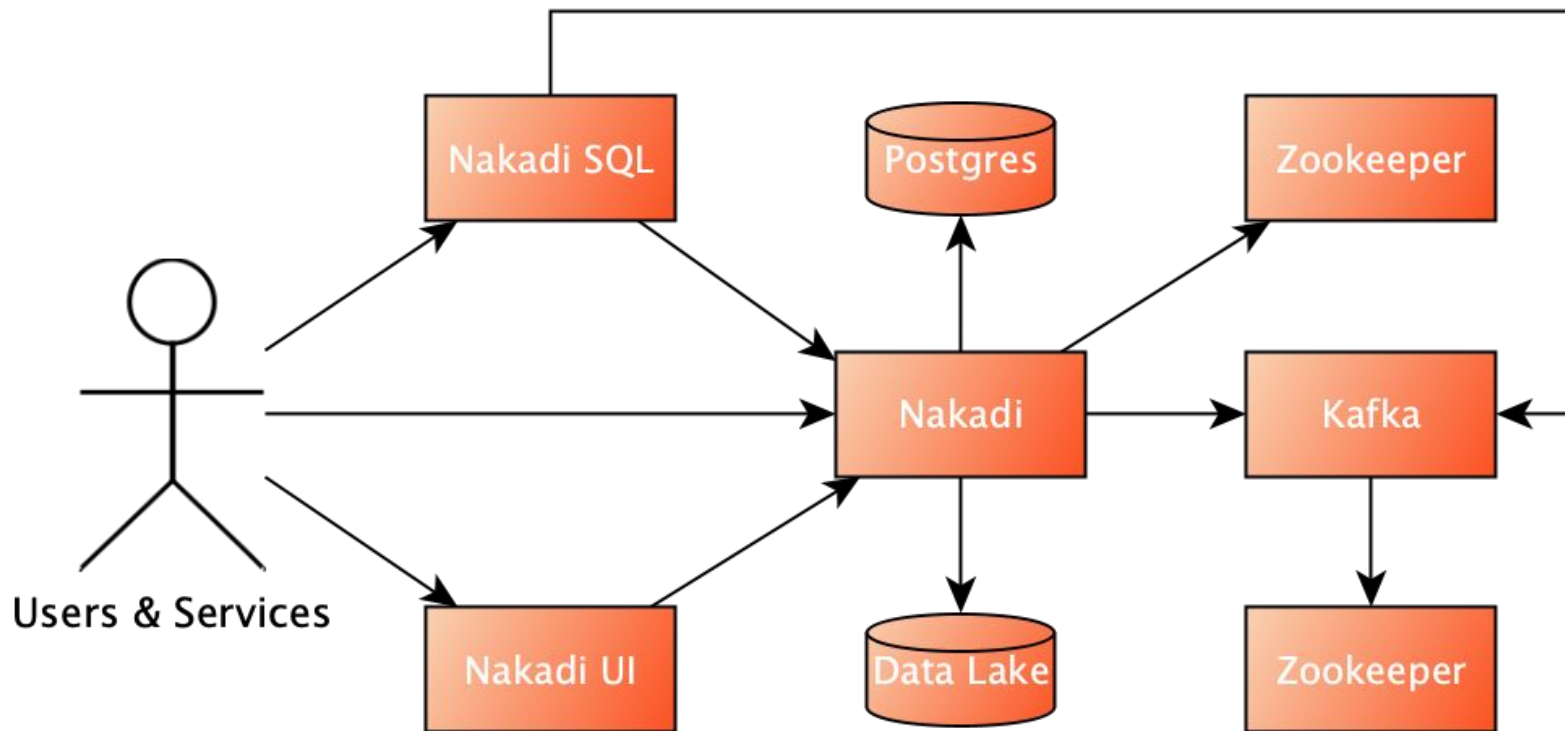 Nakadi SQL
Postgres
Zookeeper
Nakadi
Kafka
Users & Services
Nakadi UI
Data Lake
Zookeeper